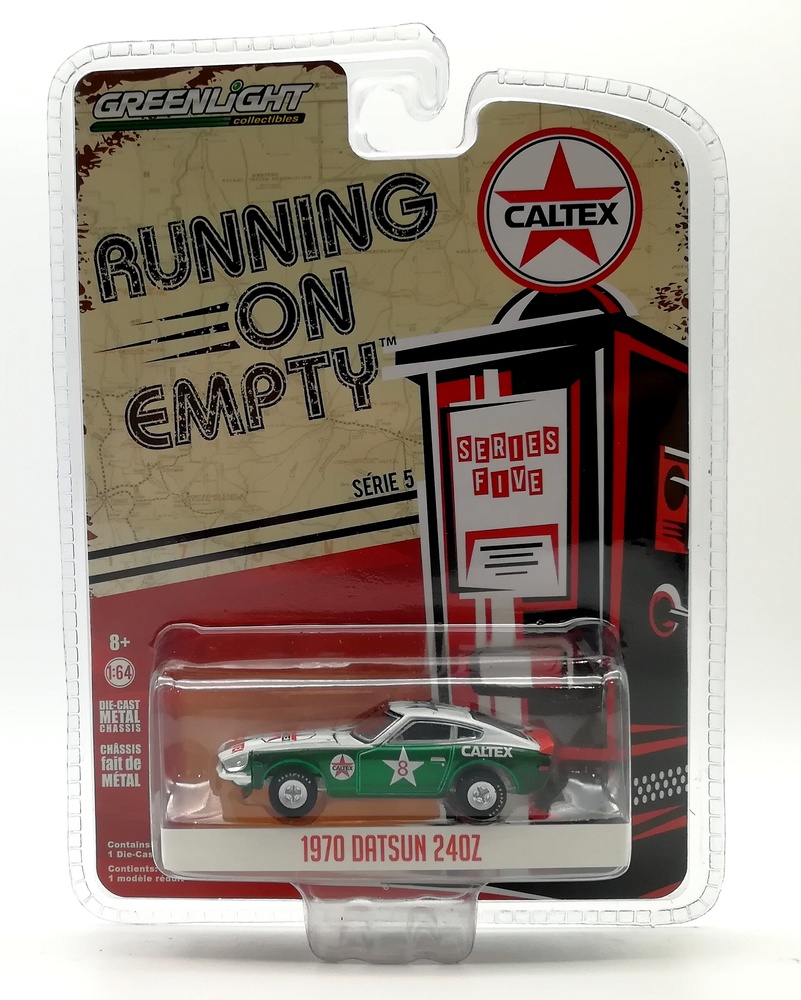 GREENLiGHT®
collectibles
CALTEX
RUNNING
ON
EMPTY™
SERIES
FIVE
SÉRIE 5
8+
1:64
DIE-CAST
METAL
CHASSIS
CHÂSSIS
fait de
MÉTAL
CALTEX
8
CALTEX
Contains:
1 Die-Cas
Contient:
1 modèle réduit
1970 DATSUN 240Z